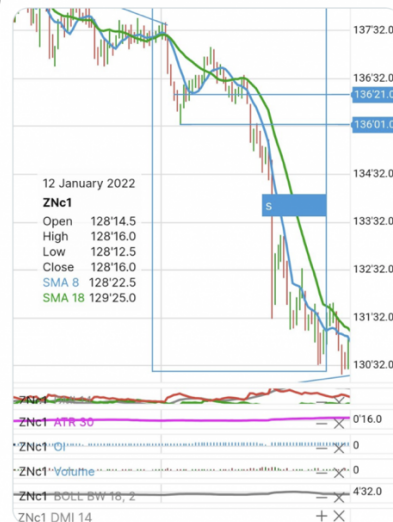 137'32.0
136'32.0
136'21.0
136'01.0
134'32.0
S
133'32.0
12 January 2022
ZNc1
Open 128'14.5
High 128'16.0
Low 128'12.5
Close 128'16.0
SMA 8 128'22.5
SMA 18 129'25.0
132'32.0
131'32.0
130'32.0
ZNc1
ZNc1 ATR 30 0'16.0
ZNc1 OI 0
ZNc1 Volume 0
ZNc1 BOLL BW 18, 2 4'32.0
ZNc1 DMI 14